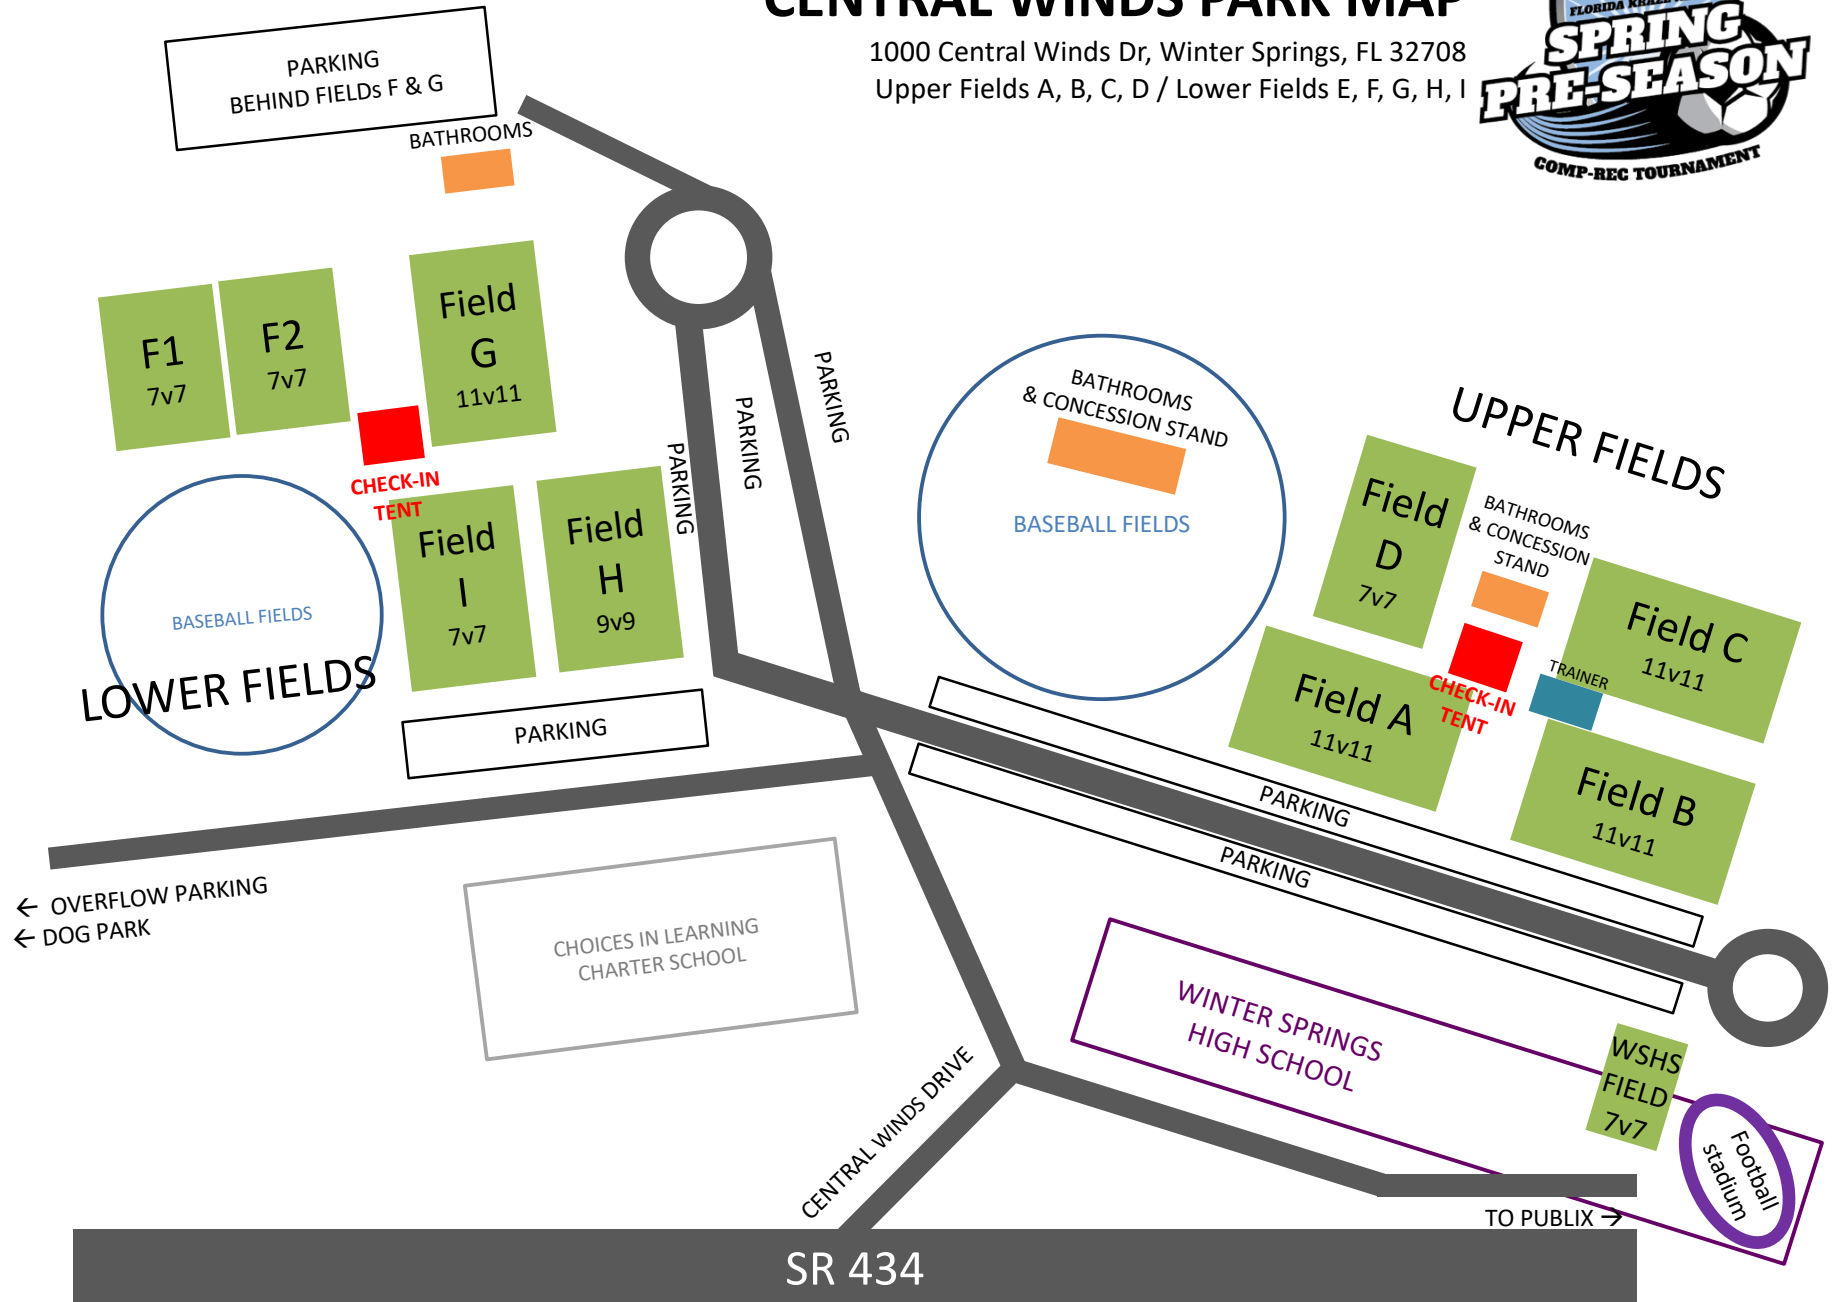 CENTRAL WINDS PARK MAP
1000 Central Winds Dr, Winter Springs, FL 32708
Upper Fields A, B, C, D / Lower Fields E, F, G, H, I
FLORIDA
SPRING
PRE-SEASON
COMP-REC TOURNAMENT
PARKING
BEHIND FIELDs F & G
BATHROOMS
F1
7v7
F2
7v7
Field
G
11v11
CHECK-IN
TENT
Field
I
7v7
Field
H
9v9
BASEBALL FIELDS
LOWER FIELDS
PARKING
PARKING
PARKING
PARKING
BATHROOMS
& CONCESSION STAND
BASEBALL FIELDS
UPPER FIELDS
Field
D
7v7
BATHROOMS
& CONCESSION
STAND
Field C
11v11
TRAINER
CHECK-IN
TENT
Field A
11v11
Field B
11v11
PARKING
PARKING
← OVERFLOW PARKING
← DOG PARK
CHOICES IN LEARNING
CHARTER SCHOOL
WINTER SPRINGS
HIGH SCHOOL
WSHS
FIELD
7v7
Football
stadium
CENTRAL WINDS DRIVE
TO PUBLIX →
SR 434